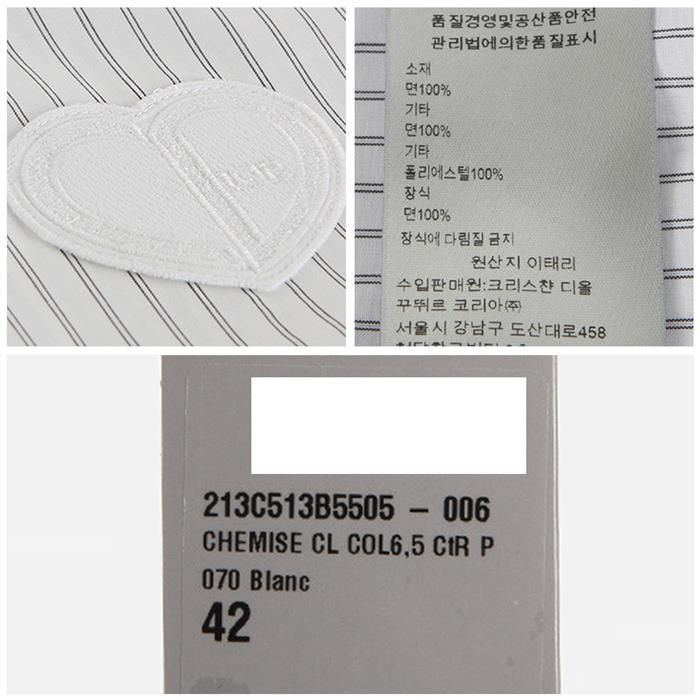 품질경영및공산품안전
관리법에의한품질표시
소재
면100%
기타
면100%
기타
폴리에스텔100%
장식
면100%
장식에 다림질 금지
원산지 이태리
수입판매원:크리스챤 디올
꾸뛰르 코리아㈜
서울시 강남구 도산대로458
213C513B5505 – 006
CHEMISE CL COL6,5 CtR P
070 Blanc
42